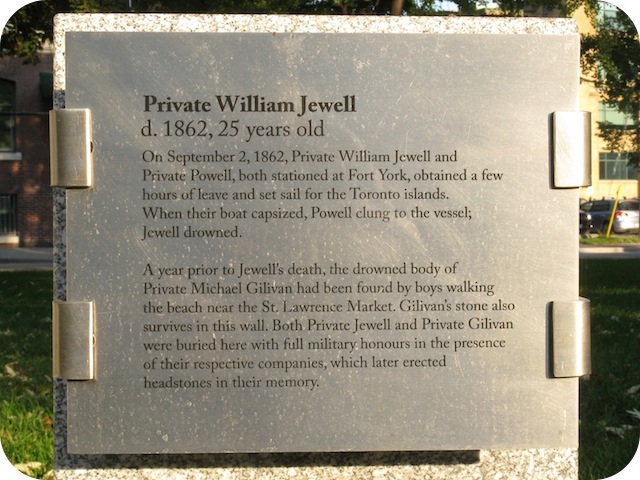 Private William Jewell
d. 1862, 25 years old
On September 2, 1862, Private William Jewell and
Private Powell, both stationed at Fort York, obtained a few
hours of leave and set sail for the Toronto islands.
When their boat capsized, Powell clung to the vessel;
Jewell drowned.
A year prior to Jewell's death, the drowned body of
Private Michael Gilivan had been found by boys walking
the beach near the St. Lawrence Market. Gilivan's stone also
survives in this wall. Both Private Jewell and Private Gilivan
were buried here with full military honours in the presence
of their respective companies, which later erected
headstones in their memory.